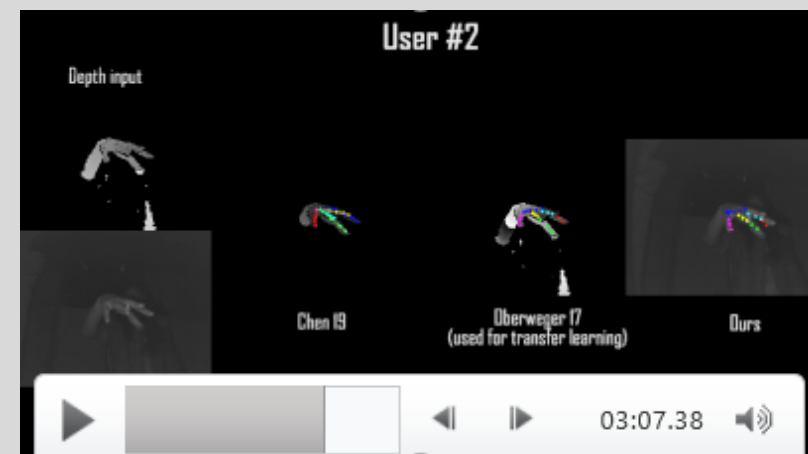 User #2
Depth input
Chen 19
Oberweger 17
(used for transfer learning)
Ours
03:07.38